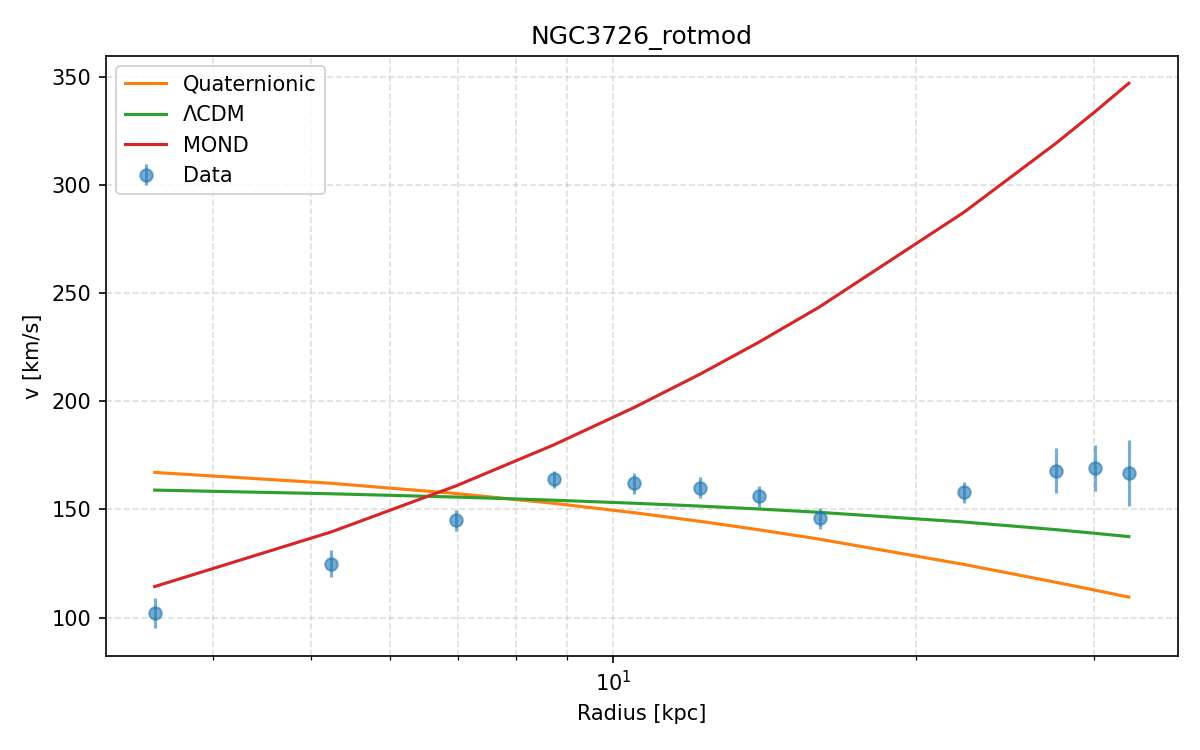 NGC3726_rotmod
Quaternionic
ΛCDM
MOND
Data
350
300
250
200
150
100
v [km/s]
10¹
Radius [kpc]